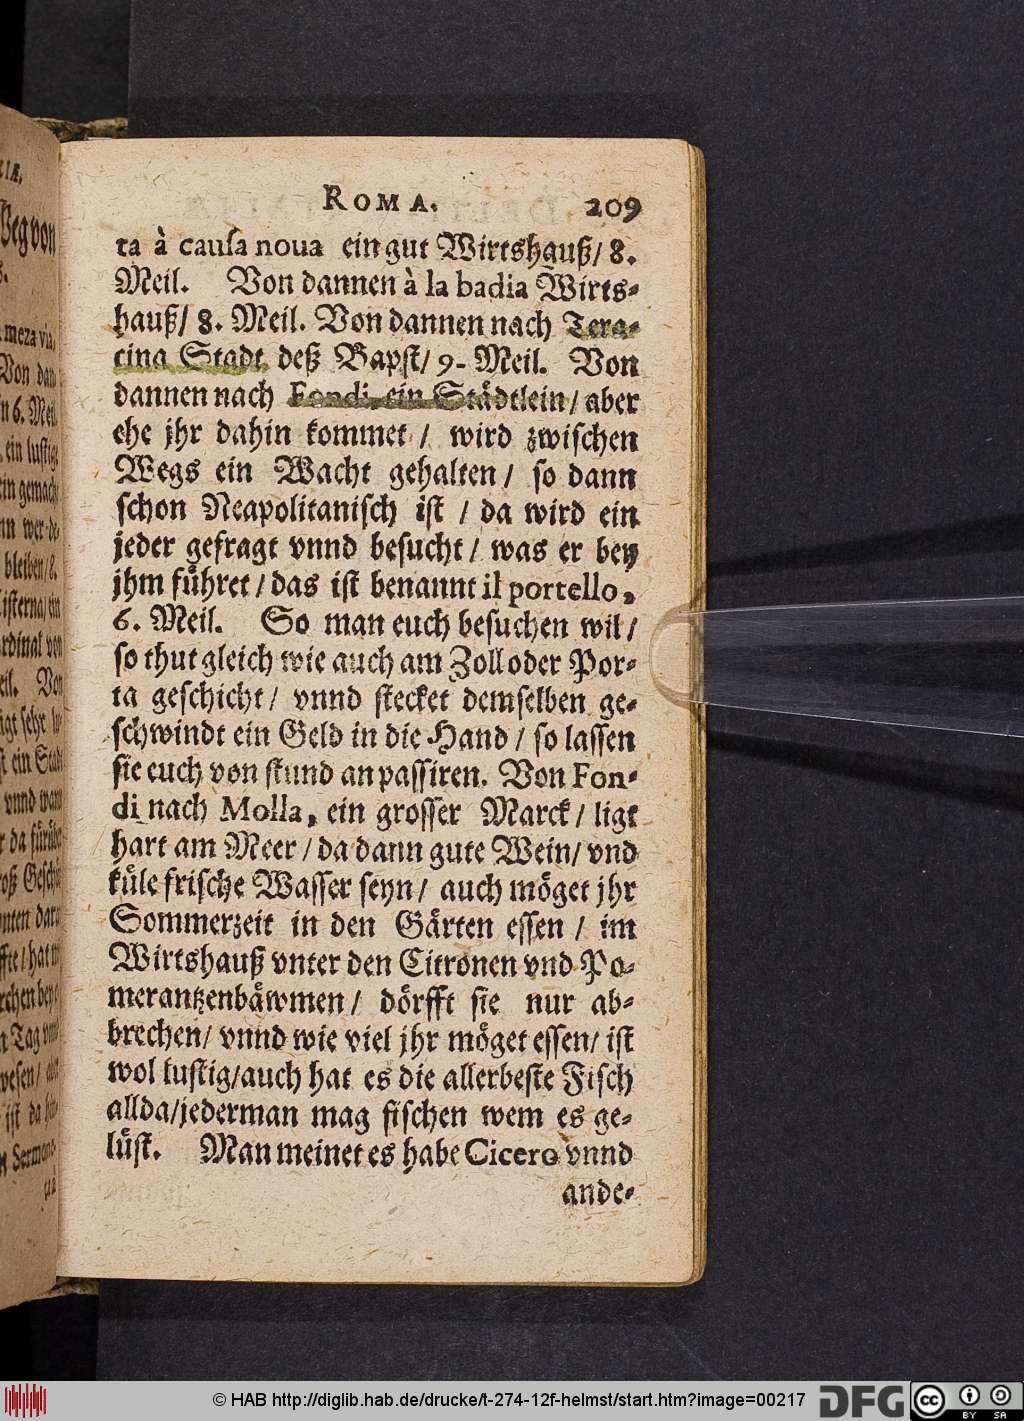 ROMA. 209
ta à causa noua ein gut Wirtshauß/ 8.
Meil. Von dannen à la badia Wirts-
hauß/ 8. Meil. Von dannen nach Tera-
cina Stadt deß Bapst/ 9. Meil. Von
dannen nach Fondi, ein Städtlein/ aber
ehe jhr dahin kommet/ wird zwischen
Wegs ein Wacht gehalten/ so dann
schon Neapolitanisch ist/ da wird ein
jeder gefragt vnnd besucht/ was er bey
jhm führet/ das ist benannt il portello,
6. Meil. So man euch besuchen wil/
so thut gleich wie auch am Zoll oder Por-
ta geschicht/ vnnd stecket demselben ge-
schwindt ein Geld in die Hand/ so lassen
sie euch von stund an passiren. Von Fon-
di nach Molla, ein grosser Marck/ ligt
hart am Meer/ da dann gute Wein/ vnd
küle frische Wasser seyn/ auch möget jhr
Sommerzeit in den Gärten essen/ im
Wirtshauß vnter den Citronen vnd Po-
merantzenbäwmen/ dörfft sie nur ab-
brechen/ vnnd wie viel jhr möget essen/ ist
wol lustig/ auch hat es die allerbeste Fisch
allda/ jederman mag fischen wem es ge-
lüst. Man meinet es habe Cicero vnnd
ande-
© HAB http://diglib.hab.de/drucke/t-274-12f-helmst/start.htm?image=00217 DFG CC BY SA